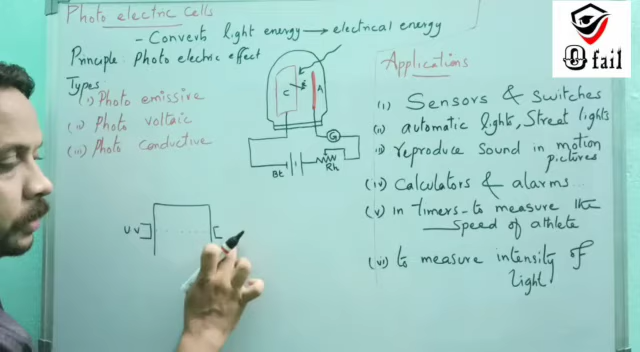 Photo electric Cells
- Converts light energy → electrical energy
Principle: Photo electric effect
Types:
(i) Photo emissive
(ii) Photo Voltaic
(iii) Photo conductive
C
e
A
G
Bt
Rh
UV
Applications
(i) Sensors & switches
(ii) automatic lights, Street lights
(iii) reproduce sound in motion
pictures
(iv) Calculators & alarms...
(v) in timers - to measure the
speed of athlete
(vi) to measure intensity of
light
0 fail